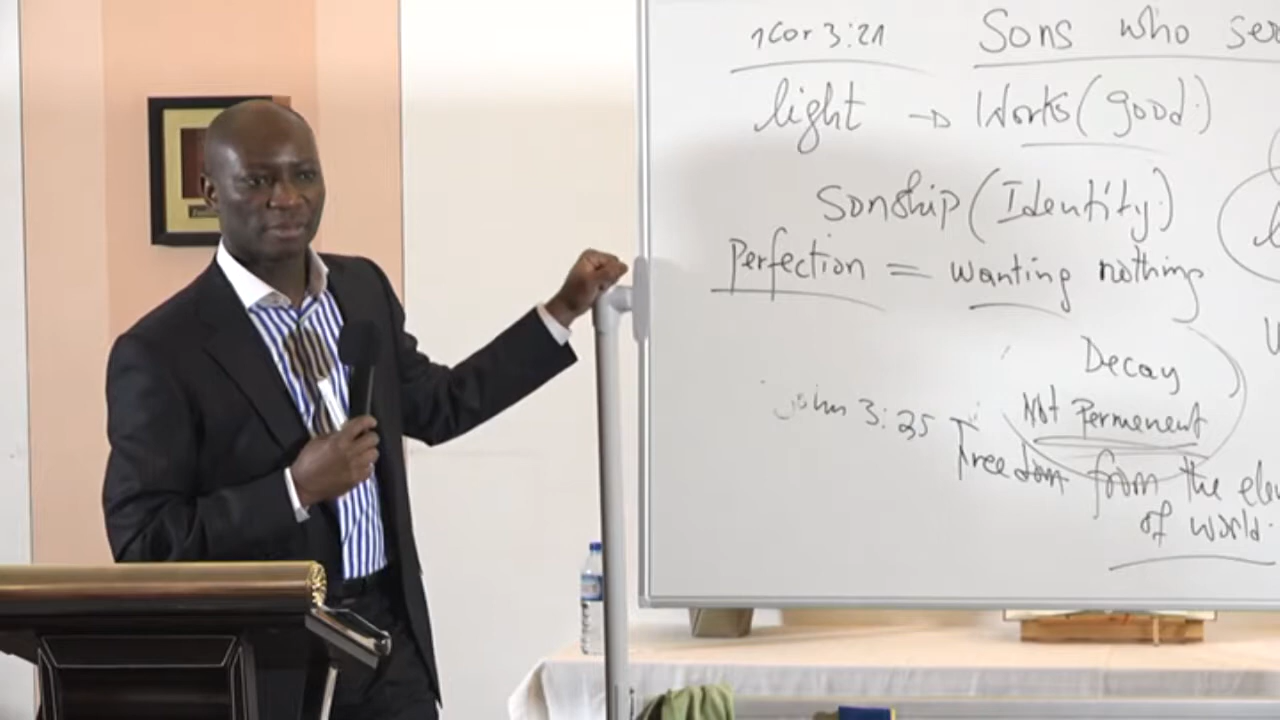 1Cor 3:21
Sons who ser
light → Works (good)
Sonship (Identity)
Perfection = wanting nothing
Decay
Not Permenent
john 3:35
Freedom from the ele
of world.